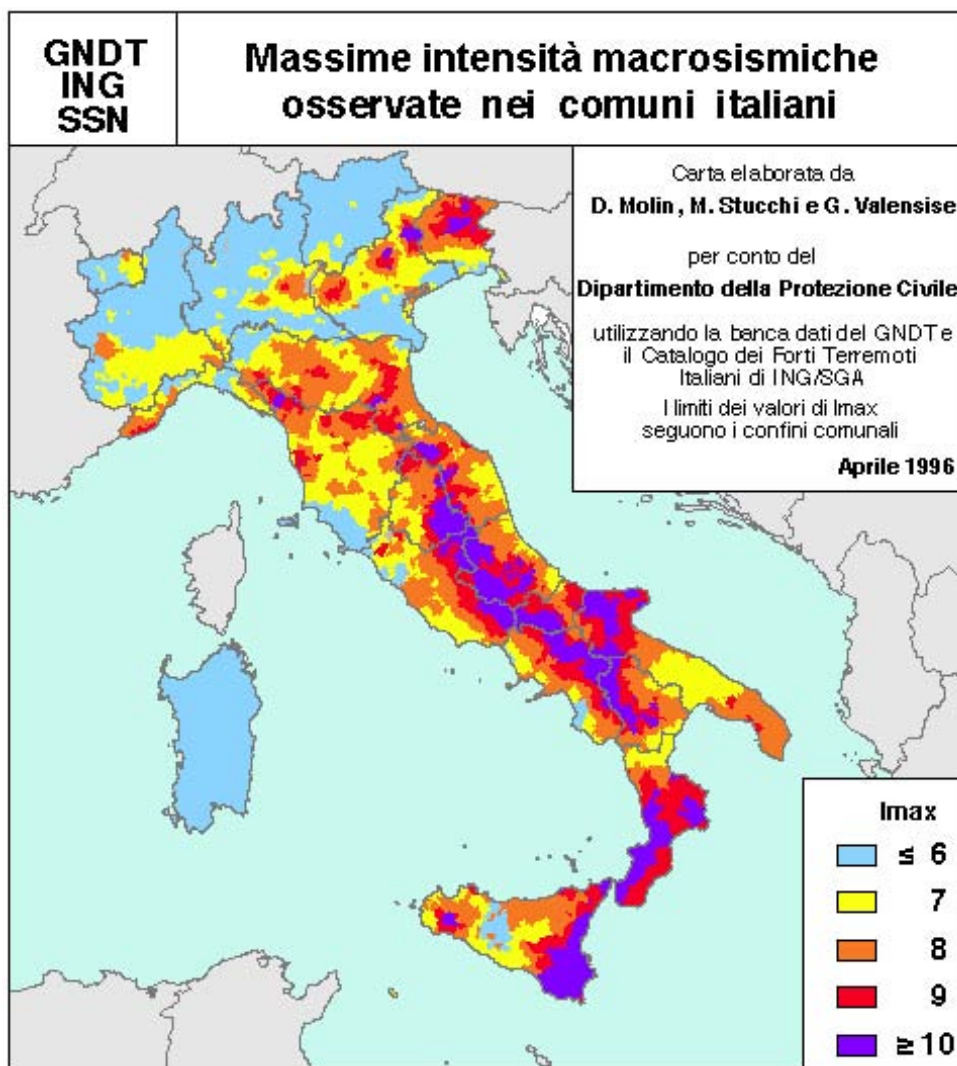 GNDT
ING
SSN
Massime intensità macrosismiche
osservate nei comuni italiani
Carta elaborata da
D. Molin, M. Stucchi e G. Valensise
per conto del
Dipartimento della Protezione Civile
utilizzando la banca dati del GNDT e
il Catalogo dei Forti Terremoti
Italiani di ING/SGA
I limiti dei valori di Imax
seguono i confini comunali
Aprile 1996
Imax
≤ 6
7
8
9
≥ 10